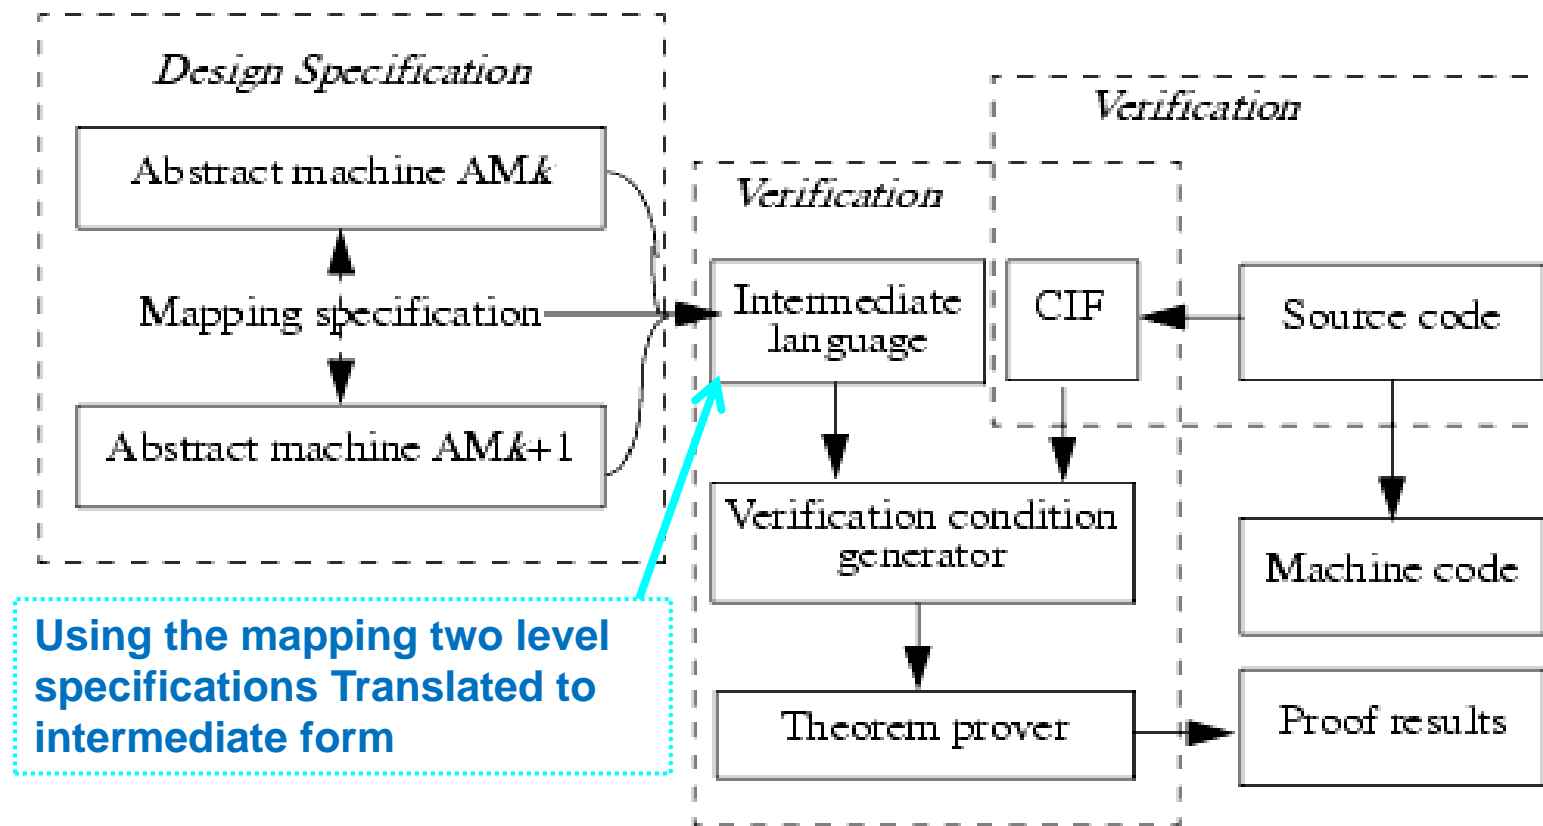 Design Specification
Abstract machine AMk
Mapping specification
Abstract machine AMk+1
Verification
Verification
Intermediate
language
CIF
Source code
Verification condition
generator
Machine code
Theorem prover
Proof results
Using the mapping two level
specifications Translated to
intermediate form